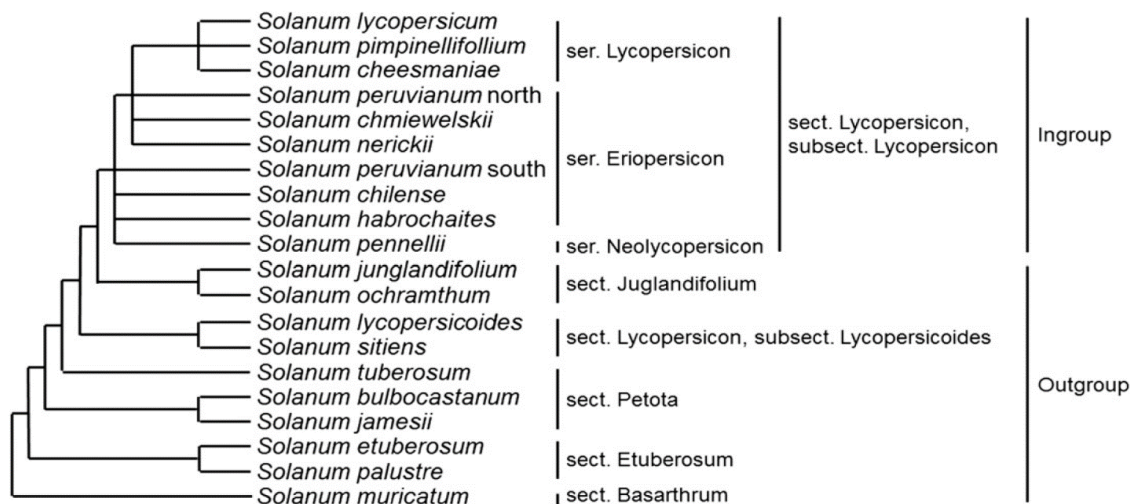 Solanum lycopersicum
Solanum pimpinellifollium
Solanum cheesmaniae
ser. Lycopersicon
Solanum peruvianum north
Solanum chmiewelskii
Solanum nerickii
Solanum peruvianum south
Solanum chilense
Solanum habrochaites
ser. Eriopersicon
Solanum pennellii
ser. Neolycopersicon
sect. Lycopersicon,
subsect. Lycopersicon
Ingroup
Solanum junglandifolium
Solanum ochramthum
sect. Juglandifolium
Solanum lycopersicoides
Solanum sitiens
sect. Lycopersicon, subsect. Lycopersicoides
Solanum tuberosum
Solanum bulbocastanum
Solanum jamesii
sect. Petota
Solanum etuberosum
Solanum palustre
sect. Etuberosum
Solanum muricatum
sect. Basarthrum
Outgroup